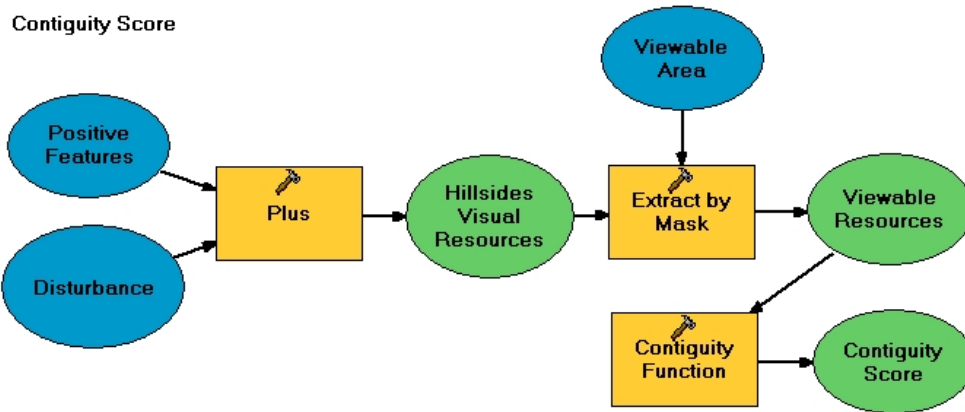 Contiguity Score
Viewable
Area
Positive
Features
Plus
Hillsides
Visual
Resources
Extract by
Mask
Viewable
Resources
Disturbance
Contiguity
Function
Contiguity
Score